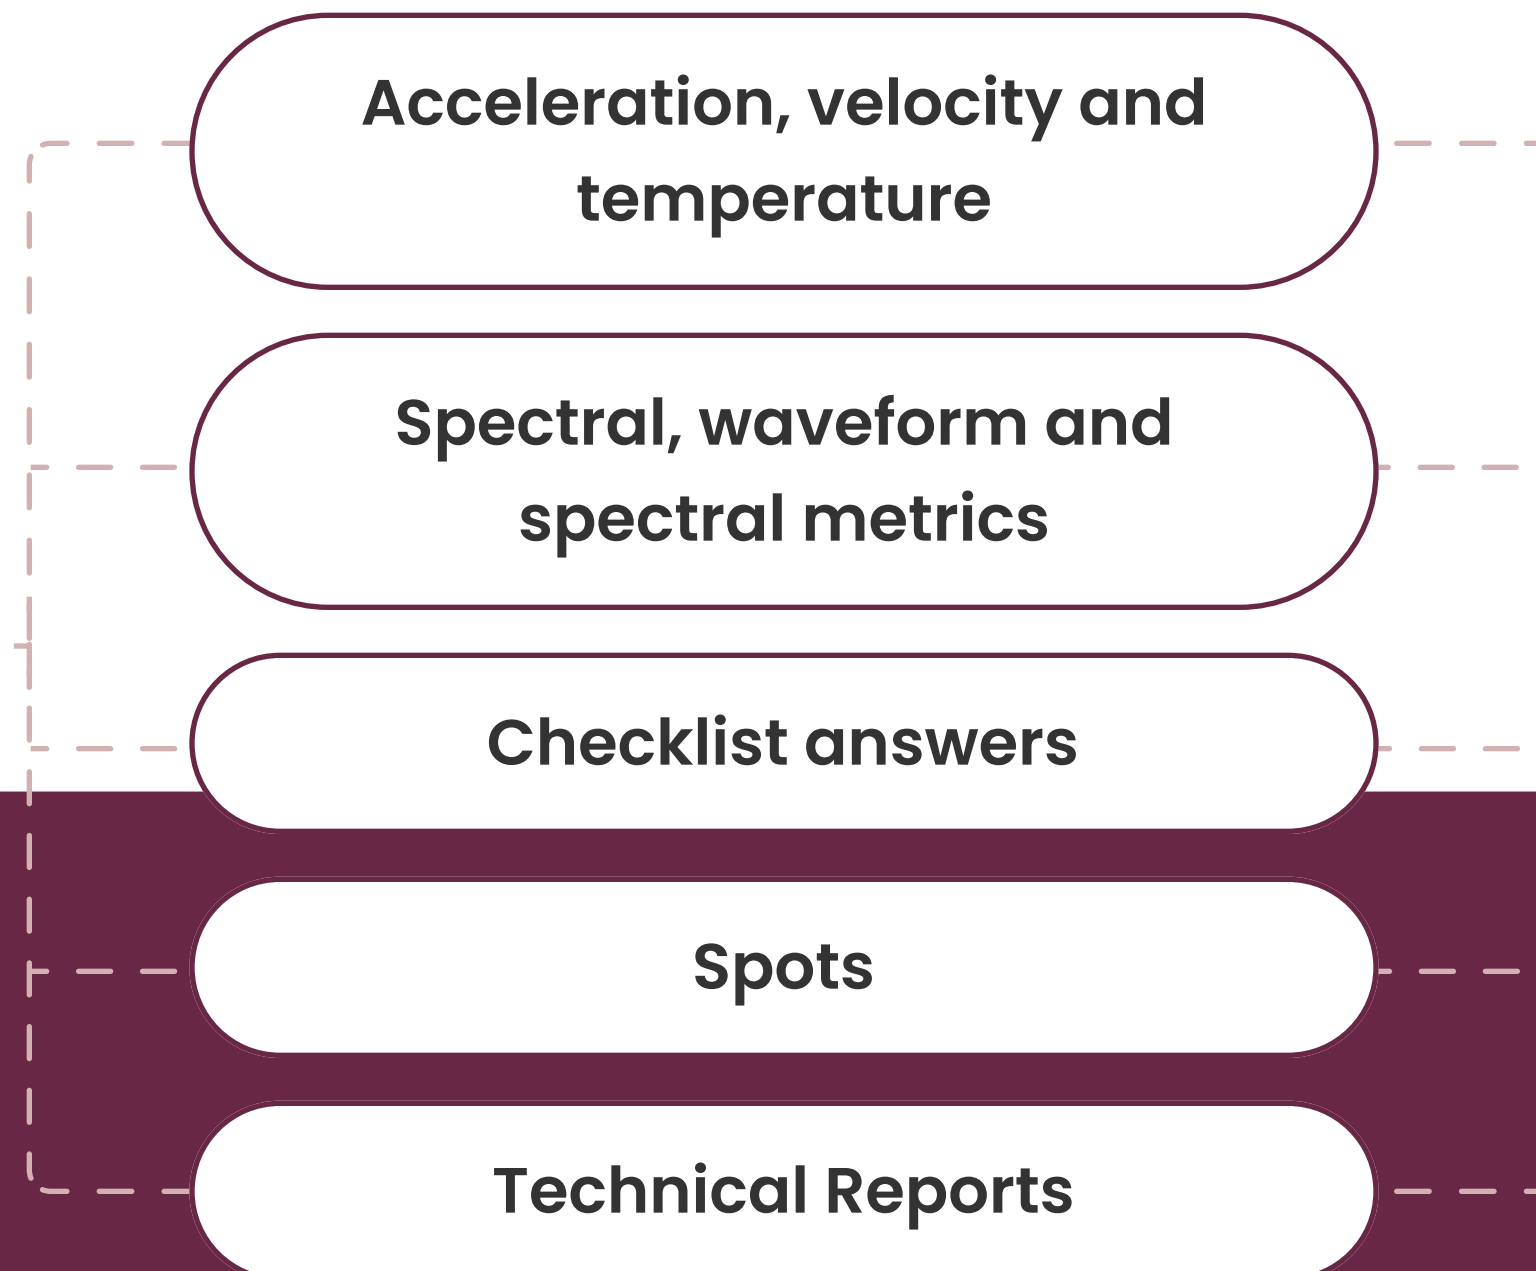 Acceleration, velocity and
temperature
Spectral, waveform and
spectral metrics
Checklist answers
Spots
Technical Reports